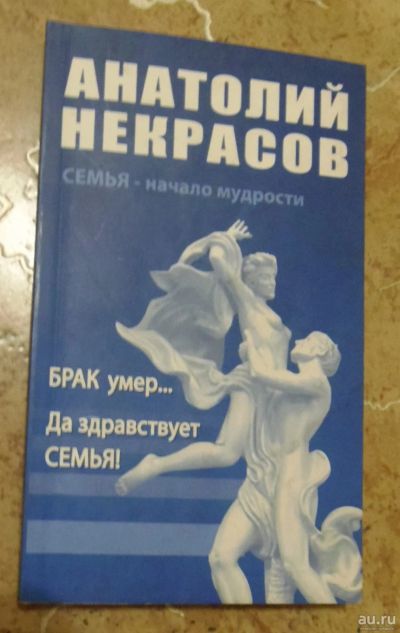 АНАТОЛИЙ
НЕКРАСОВ
СЕМЬЯ - начало мудрости
БРАК умер...
Да здравствует
СЕМЬЯ!
au.ru